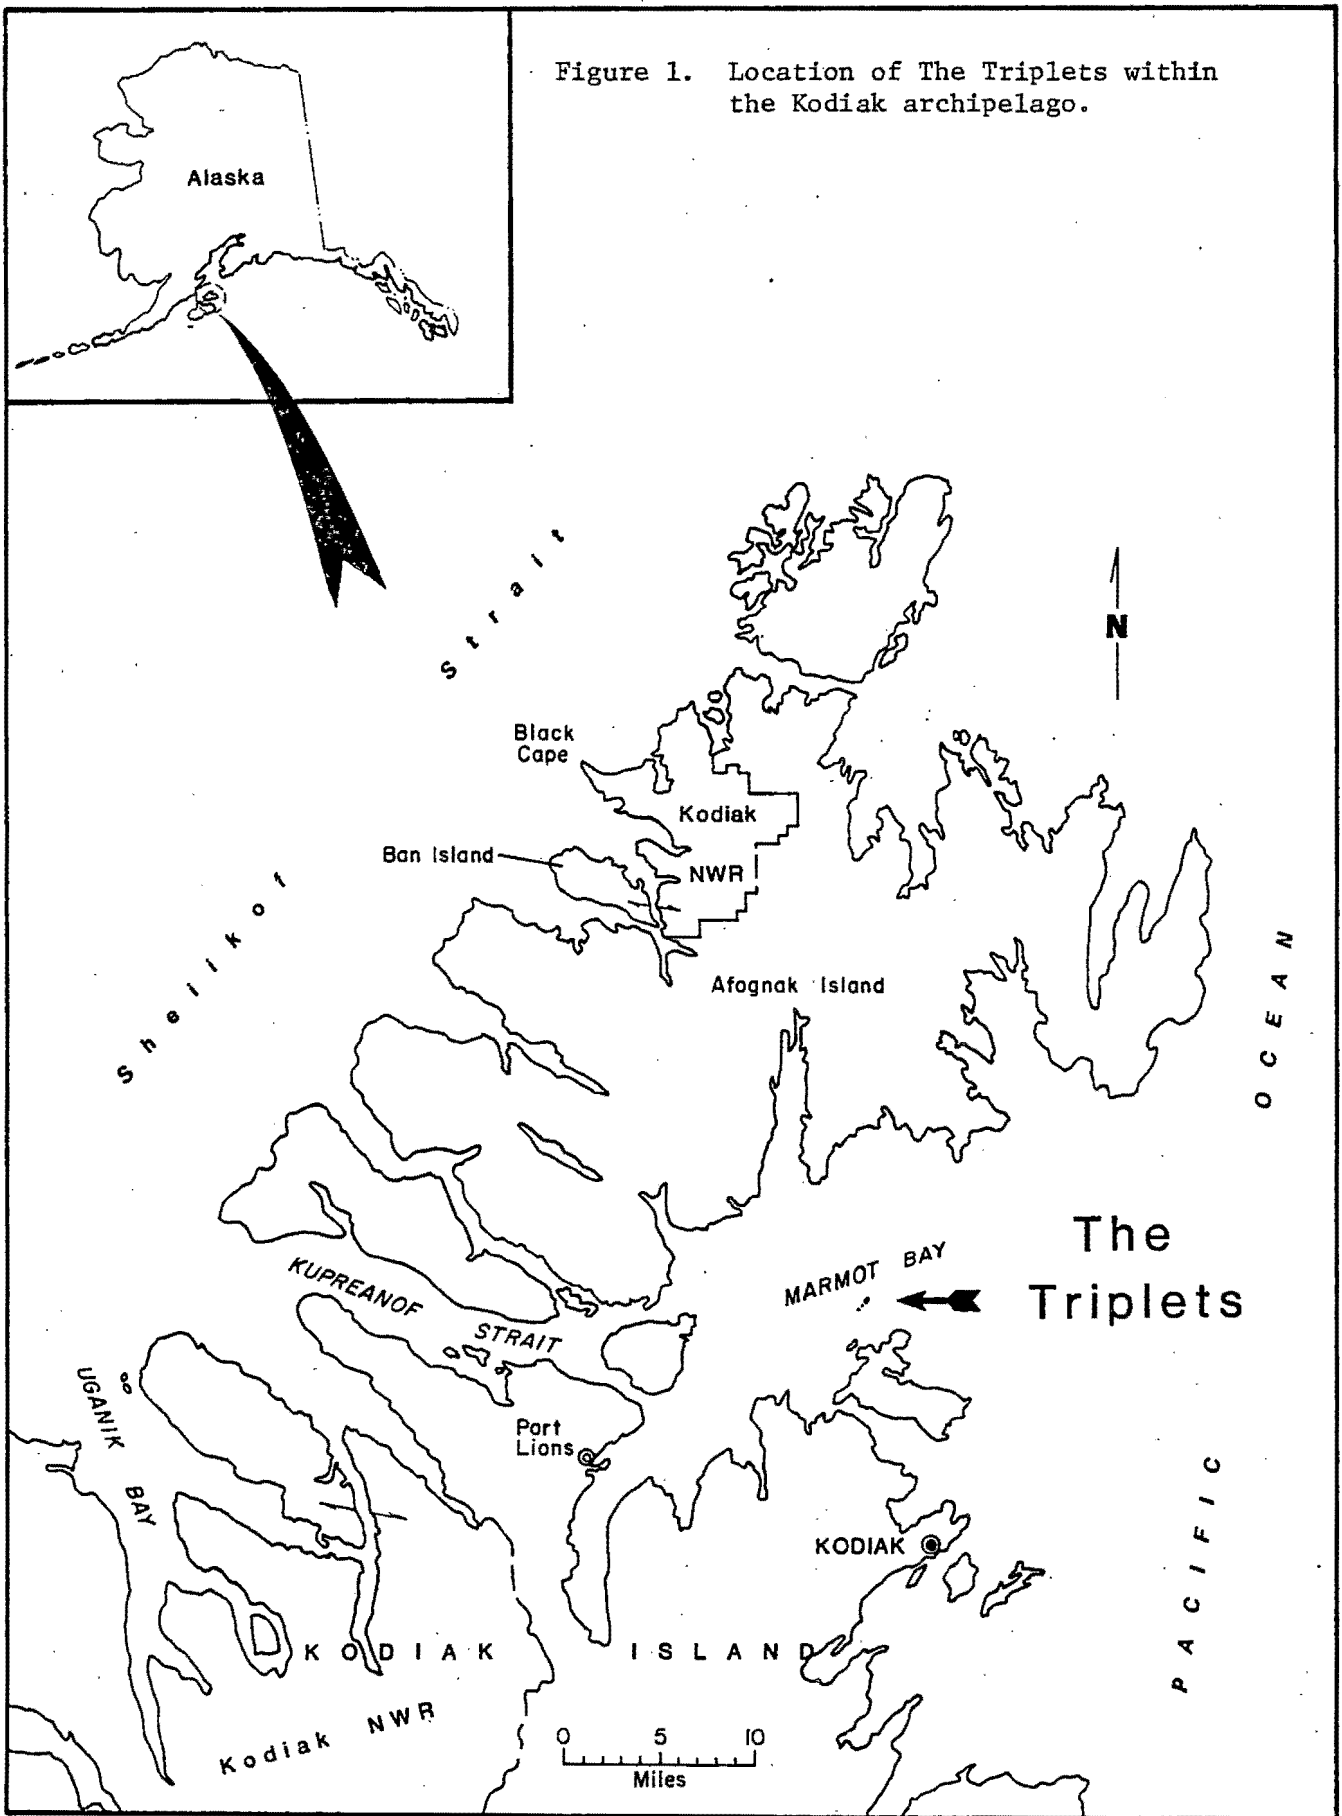 Figure 1. Location of The Triplets within
the Kodiak archipelago.
Alaska
Strait
N
Black
Cape
Kodiak
Ban Island
NWR
Sheilkof
Afognak Island
OCEAN
The
Triplets
MARMOT BAY
KUPREANOF
STRAIT
UGANIK
BAY
Port
Lions
KODIAK
PACIFIC
KODIAK ISLAND
Kodiak NWR
0 5 10
Miles